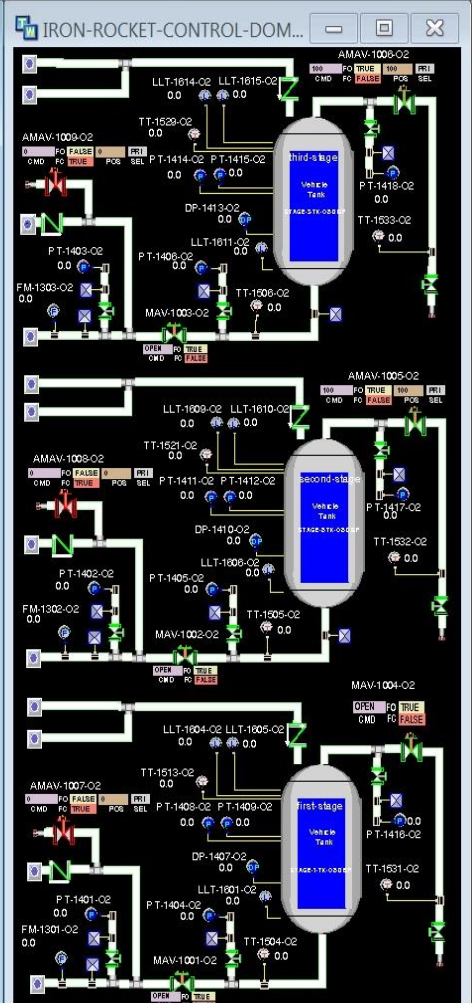 IRON-ROCKET-CONTROL-DOM...
AMAV-1006-O2
100 FO TRUE 100 PRI
CMD FC FALSE POS SEL
LLT-1614-O2 LLT-1615-O2
0.0 0.0
TT-1529-O2
0.0
AMAV-1009-O2
0 FO FALSE 0 PRI
CMD FC TRUE POS SEL
PT-1414-O2 PT-1415-O2
0.0 0.0
third-stage
Vehicle
Tank
PT-1418-O2
0.0
DP-1413-O2
0.0
TT-1533-O2
0.0
LLT-1611-O2
0.0
PT-1403-O2
0.0
PT-1406-O2
0.0
FM-1303-O2
0.0
TT-1506-O2
0.0
MAV-1003-O2
OPEN FO TRUE
CMD FC FALSE
AMAV-1005-O2
100 FO TRUE 100 PRI
CMD FC FALSE POS SEL
LLT-1609-O2 LLT-1610-O2
0.0 0.0
TT-1521-O2
0.0
AMAV-1008-O2
0 FO FALSE 0 PRI
CMD FC TRUE POS SEL
PT-1411-O2 PT-1412-O2
0.0 0.0
second-stage
Vehicle
Tank
PT-1417-O2
0.0
DP-1410-O2
0.0
TT-1532-O2
0.0
LLT-1606-O2
0.0
PT-1402-O2
0.0
PT-1405-O2
0.0
FM-1302-O2
0.0
TT-1505-O2
0.0
MAV-1002-O2
OPEN FO TRUE
CMD FC FALSE
MAV-1004-O2
OPEN FO TRUE
CMD FC FALSE
LLT-1604-O2 LLT-1605-O2
0.0 0.0
TT-1513-O2
0.0
AMAV-1007-O2
0 FO FALSE 0 PRI
CMD FC TRUE POS SEL
PT-1408-O2 PT-1409-O2
0.0 0.0
first-stage
Vehicle
Tank
PT-1416-O2
0.0
DP-1407-O2
0.0
TT-1531-O2
0.0
LLT-1601-O2
0.0
PT-1401-O2
0.0
PT-1404-O2
0.0
FM-1301-O2
0.0
TT-1504-O2
0.0
MAV-1001-O2
OPEN FO TRUE